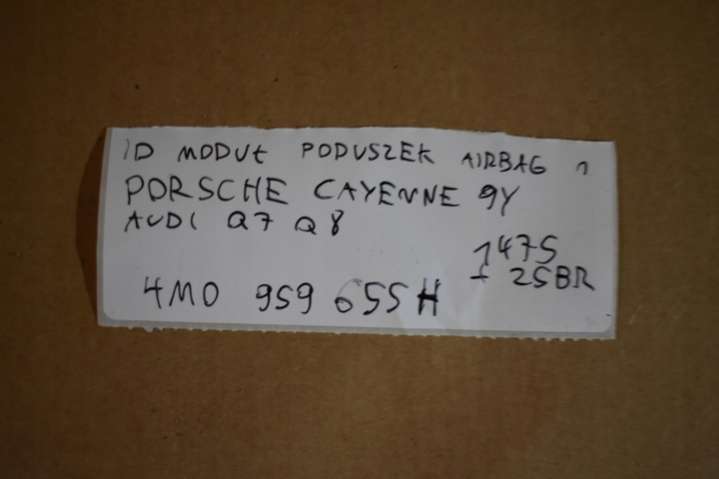 ID MODUŁ PODUSZEK AIRBAG
PORSCHE CAYENNE 9Y
AUDI Q7 Q8
1475
+ 25BR
4M0 959 655H